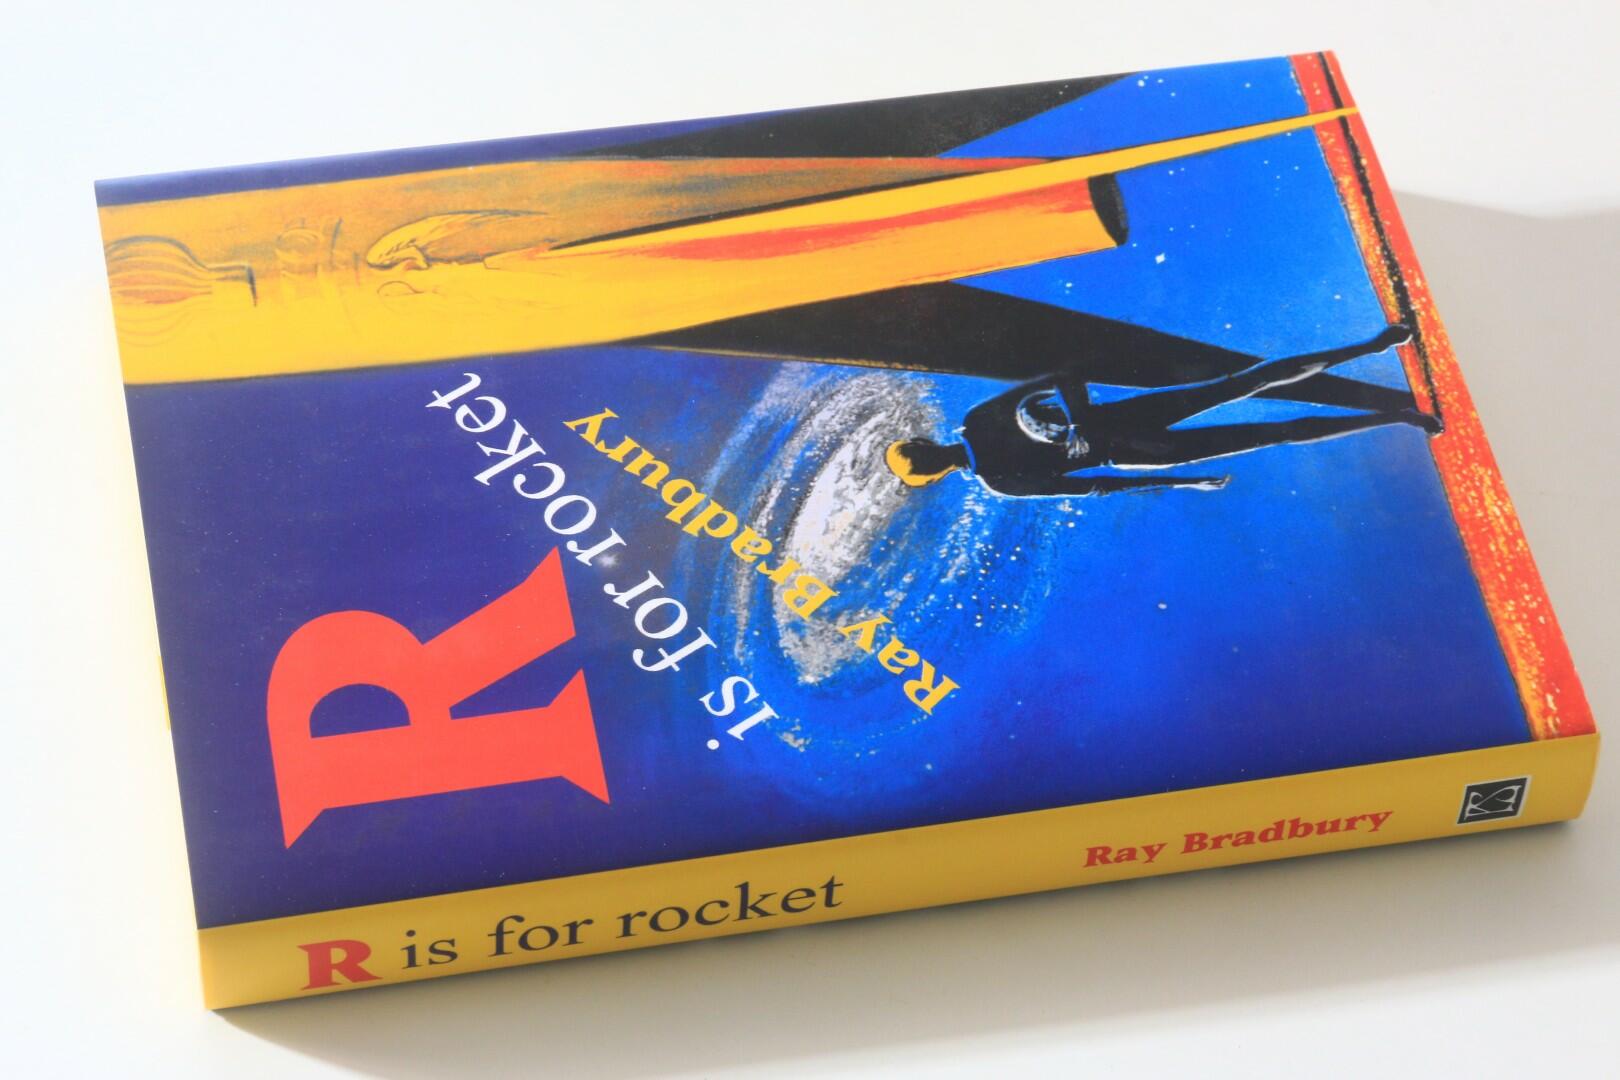 R
is for rocket
Ray Bradbury
R is for rocket
Ray Bradbury